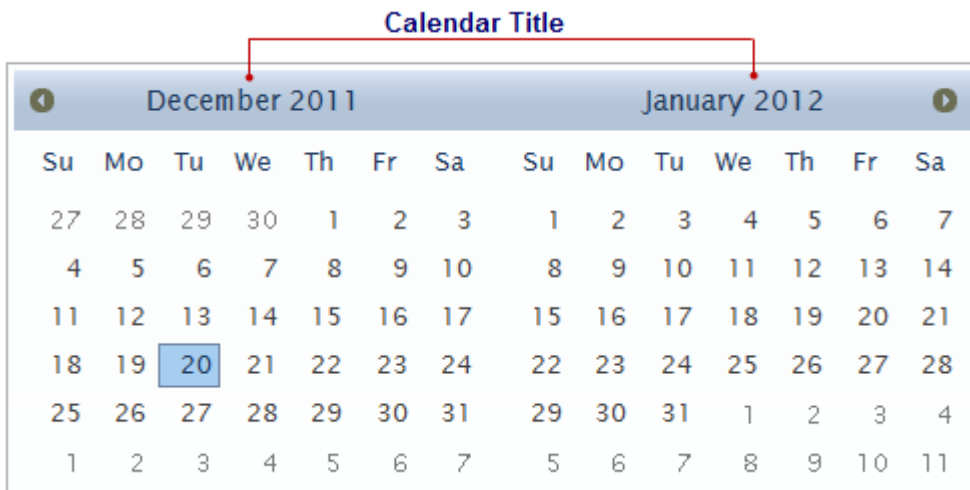 Calendar Title
December 2011 January 2012
Su Mo Tu We Th Fr Sa Su Mo Tu We Th Fr Sa
27 28 29 30 1 2 3 1 2 3 4 5 6 7
4 5 6 7 8 9 10 8 9 10 11 12 13 14
11 12 13 14 15 16 17 15 16 17 18 19 20 21
18 19 20 21 22 23 24 22 23 24 25 26 27 28
25 26 27 28 29 30 31 29 30 31 1 2 3 4
1 2 3 4 5 6 7 5 6 7 8 9 10 11